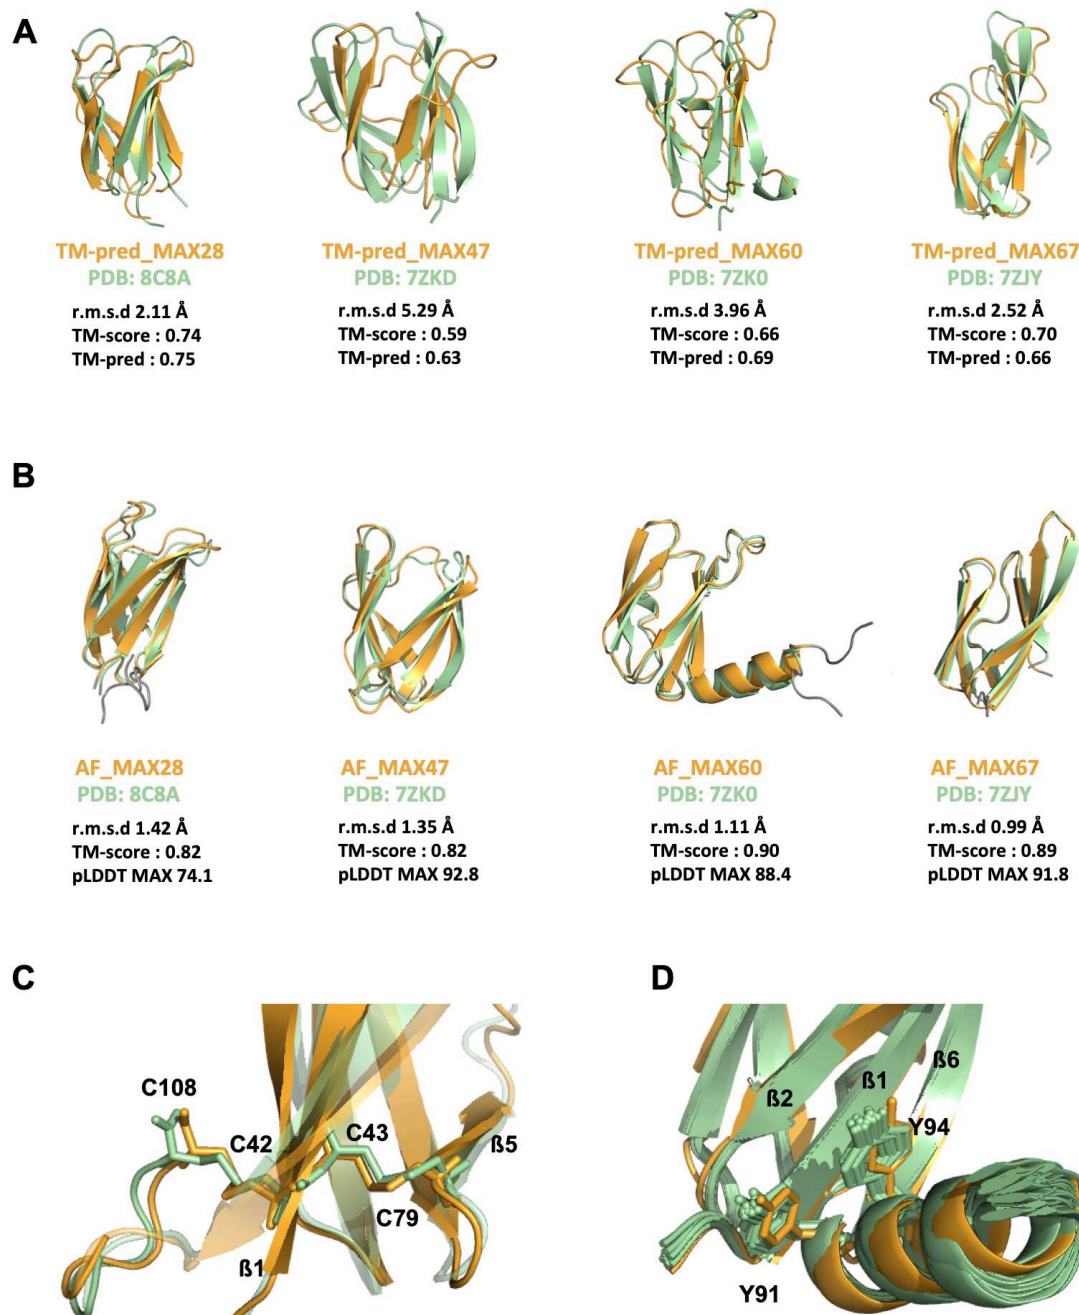 A
TM-pred_MAX28
PDB: 8C8A
r.m.s.d 2.11 Å
TM-score : 0.74
TM-pred : 0.75
TM-pred_MAX47
PDB: 7ZKD
r.m.s.d 5.29 Å
TM-score : 0.59
TM-pred : 0.63
TM-pred_MAX60
PDB: 7ZK0
r.m.s.d 3.96 Å
TM-score : 0.66
TM-pred : 0.69
TM-pred_MAX67
PDB: 7ZJY
r.m.s.d 2.52 Å
TM-score : 0.70
TM-pred : 0.66
B
AF_MAX28
PDB: 8C8A
r.m.s.d 1.42 Å
TM-score : 0.82
pLDDT MAX 74.1
AF_MAX47
PDB: 7ZKD
r.m.s.d 1.35 Å
TM-score : 0.82
pLDDT MAX 92.8
AF_MAX60
PDB: 7ZK0
r.m.s.d 1.11 Å
TM-score : 0.90
pLDDT MAX 88.4
AF_MAX67
PDB: 7ZJY
r.m.s.d 0.99 Å
TM-score : 0.89
pLDDT MAX 91.8
C
C108
C42
C43
ß5
C79
ß1
D
ß6
ß1
ß2
Y94
Y91